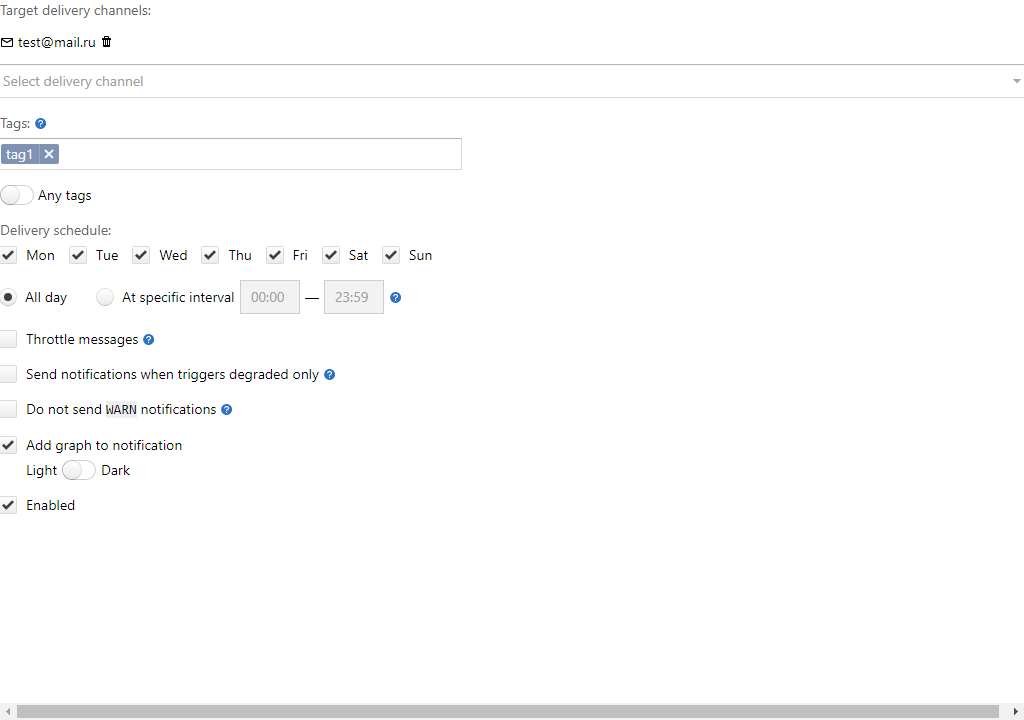 Target delivery channels:
test@mail.ru
Select delivery channel
Tags: ?
tag1
Any tags
Delivery schedule:
Mon Tue Wed Thu Fri Sat Sun
All day At specific interval 00:00 — 23:59 ?
Throttle messages ?
Send notifications when triggers degraded only ?
Do not send WARN notifications ?
Add graph to notification
Light Dark
Enabled